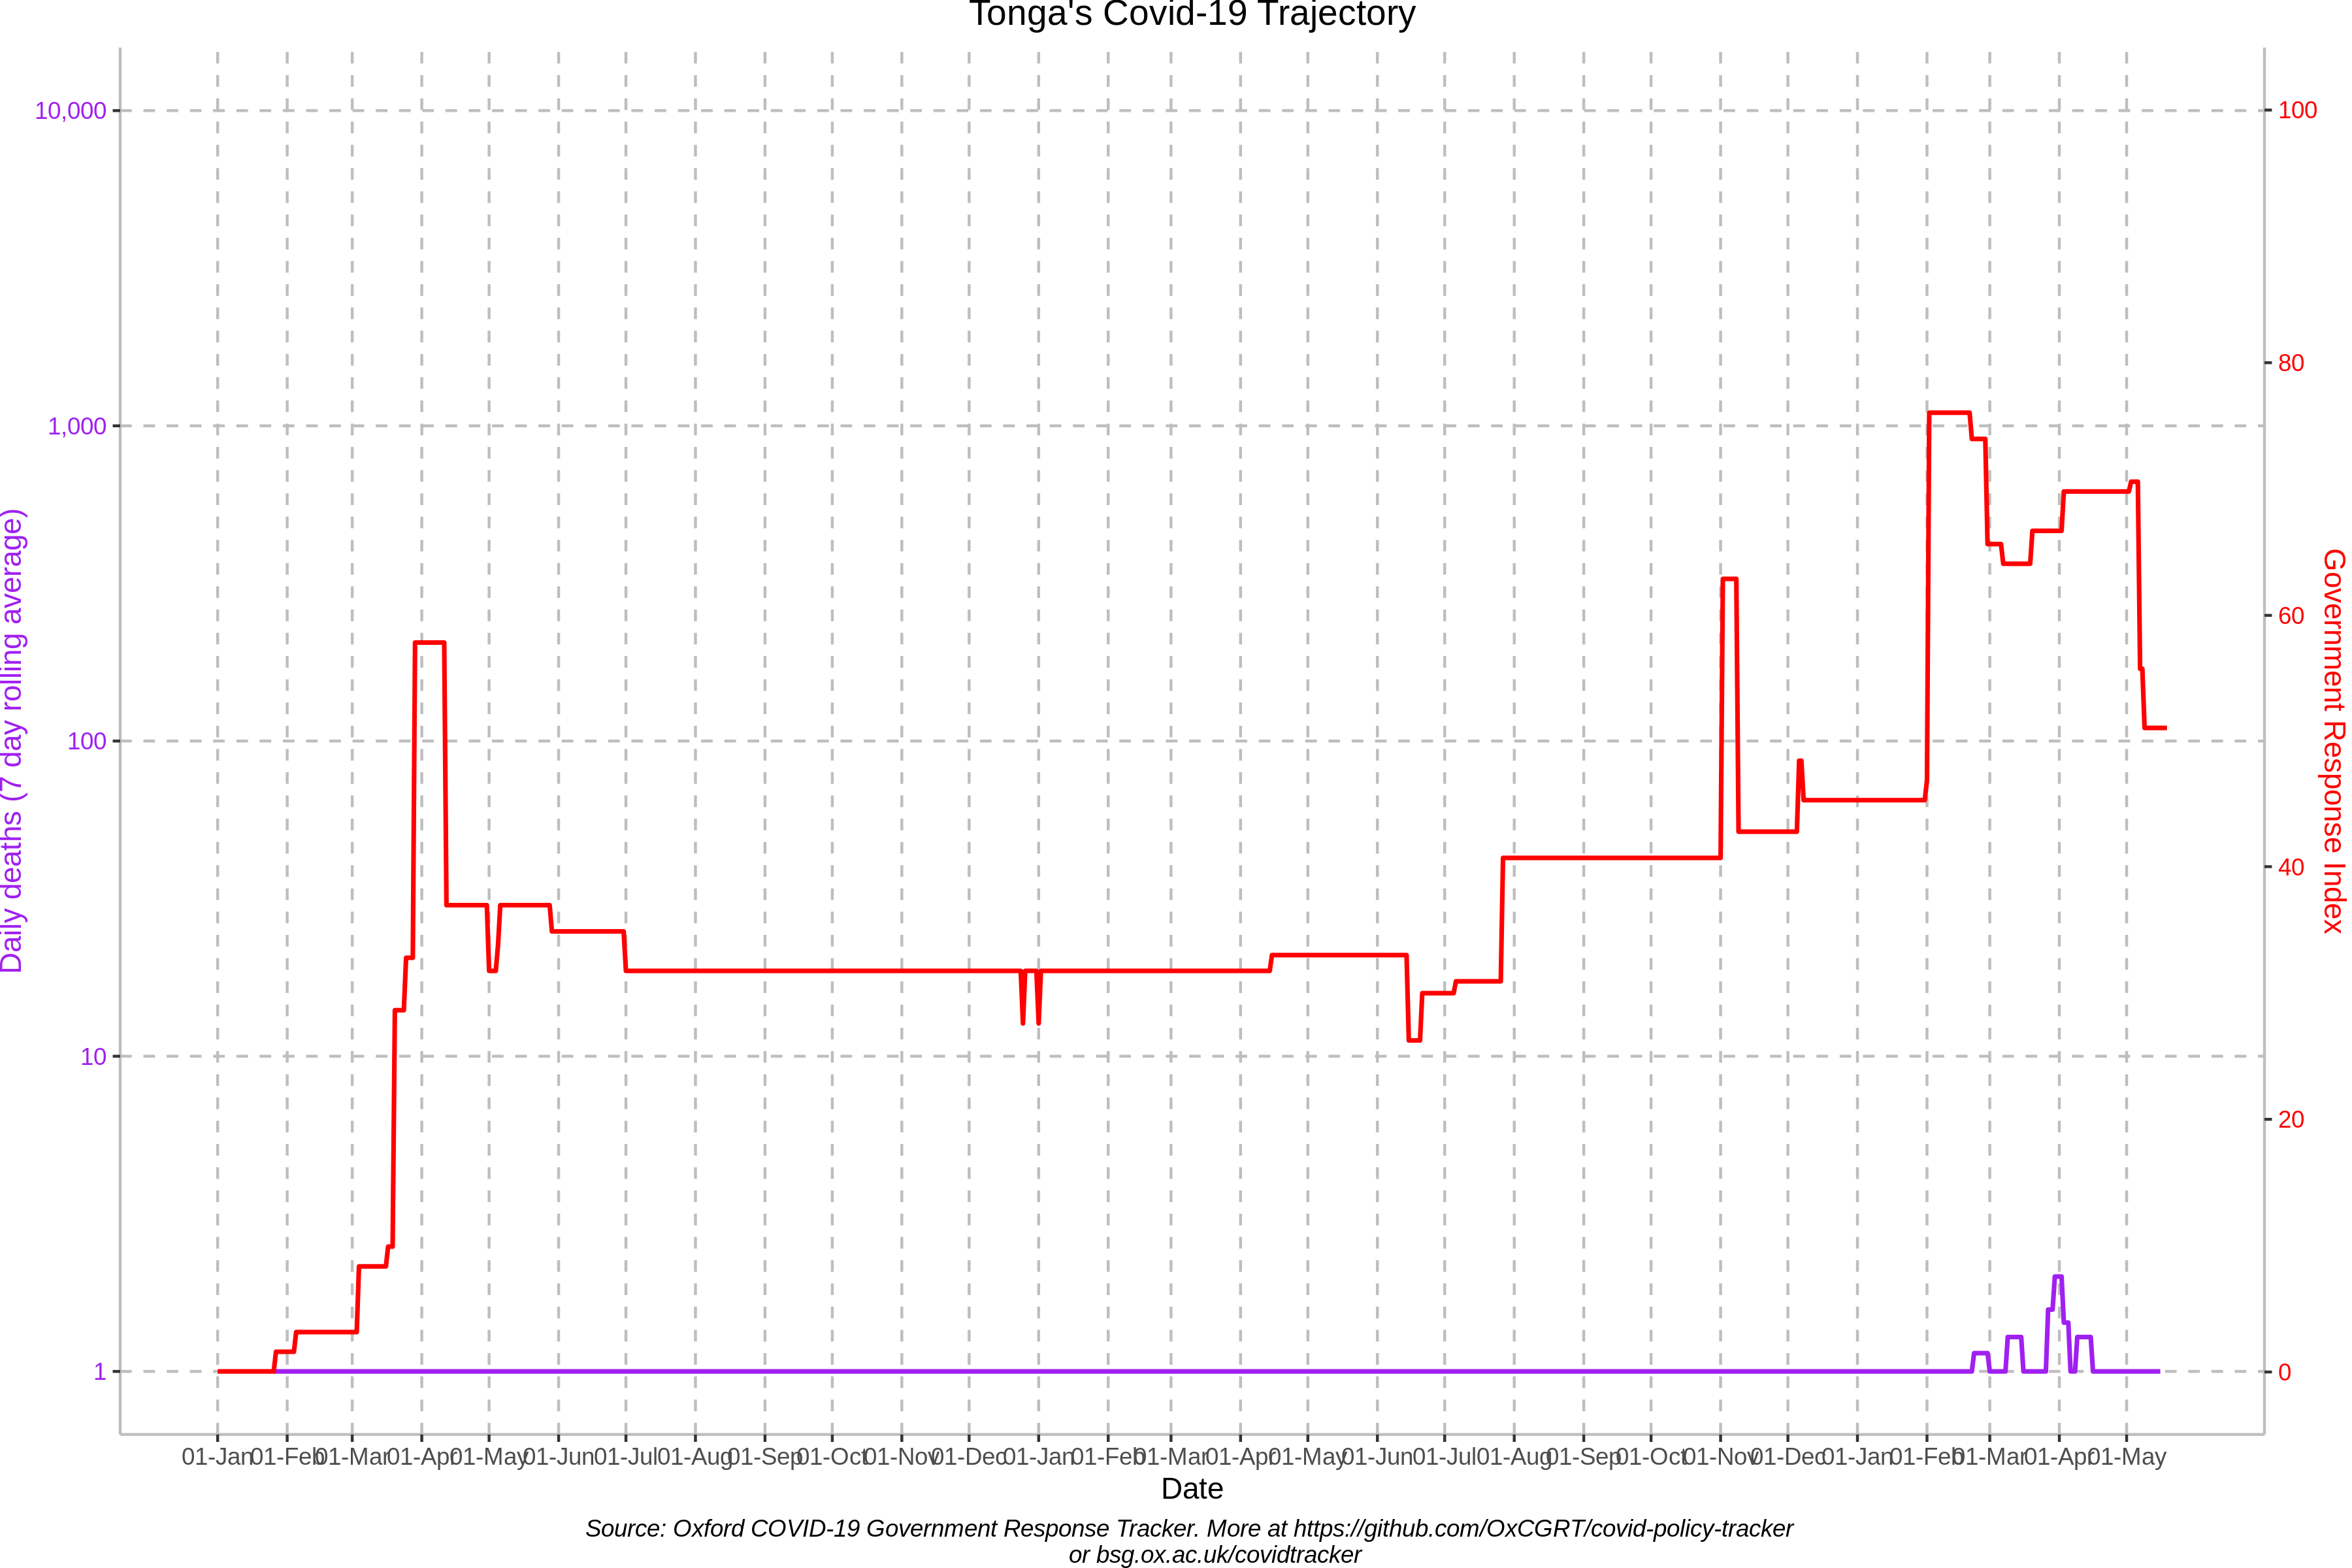 Tonga's Covid-19 Trajectory
10,000
1,000
100
10
1
Daily deaths (7 day rolling average)
100
80
60
40
20
0
Government Response Index
01-Jan 01-Feb 01-Mar 01-Apr 01-May 01-Jun 01-Jul 01-Aug 01-Sep 01-Oct 01-Nov 01-Dec 01-Jan 01-Feb 01-Mar 01-Apr 01-May 01-Jun 01-Jul 01-Aug 01-Sep 01-Oct 01-Nov 01-Dec 01-Jan 01-Feb 01-Mar 01-Apr 01-May
Date
Source: Oxford COVID-19 Government Response Tracker. More at https://github.com/OxCGRT/covid-policy-tracker
or bsg.ox.ac.uk/covidtracker